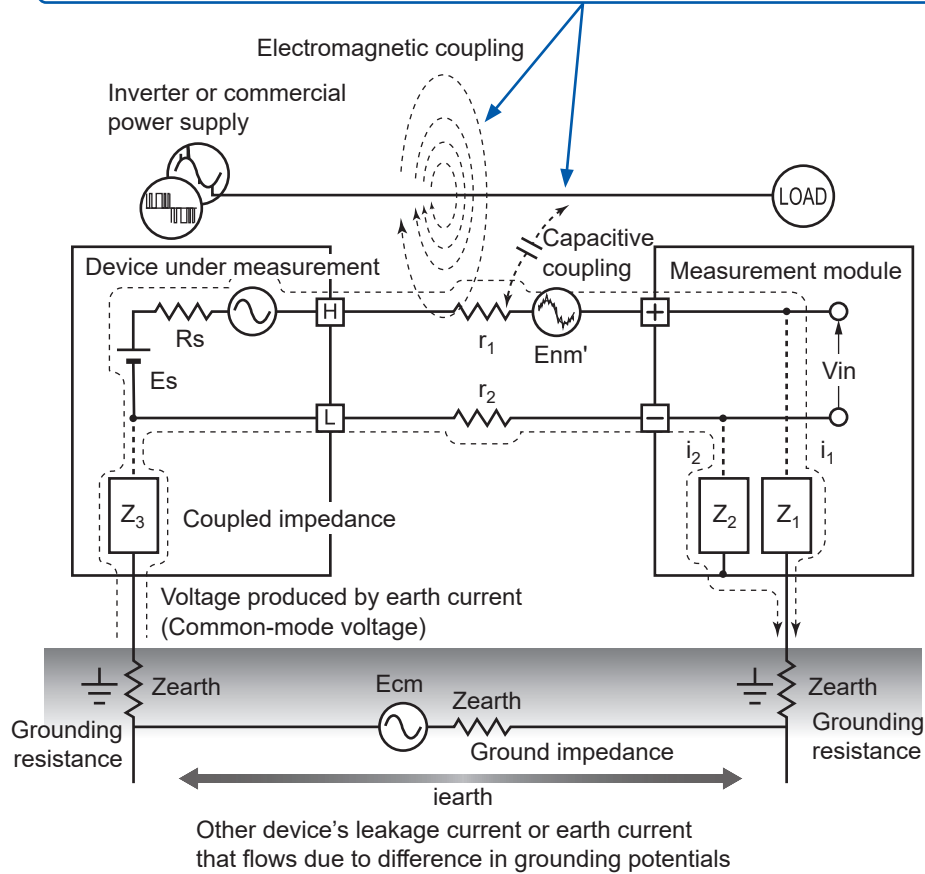 Electromagnetic coupling
Inverter or commercial
power supply
LOAD
Capacitive
coupling
Device under measurement
Measurement module
H
+
Rs
r1
Enm'
Es
Vin
r2
L
−
i2
i1
Z3
Coupled impedance
Z2
Z1
Voltage produced by earth current
(Common-mode voltage)
Zearth
Ecm
Zearth
Zearth
Grounding
resistance
Ground impedance
Grounding
resistance
iearth
Other device’s leakage current or earth current
that flows due to difference in grounding potentials